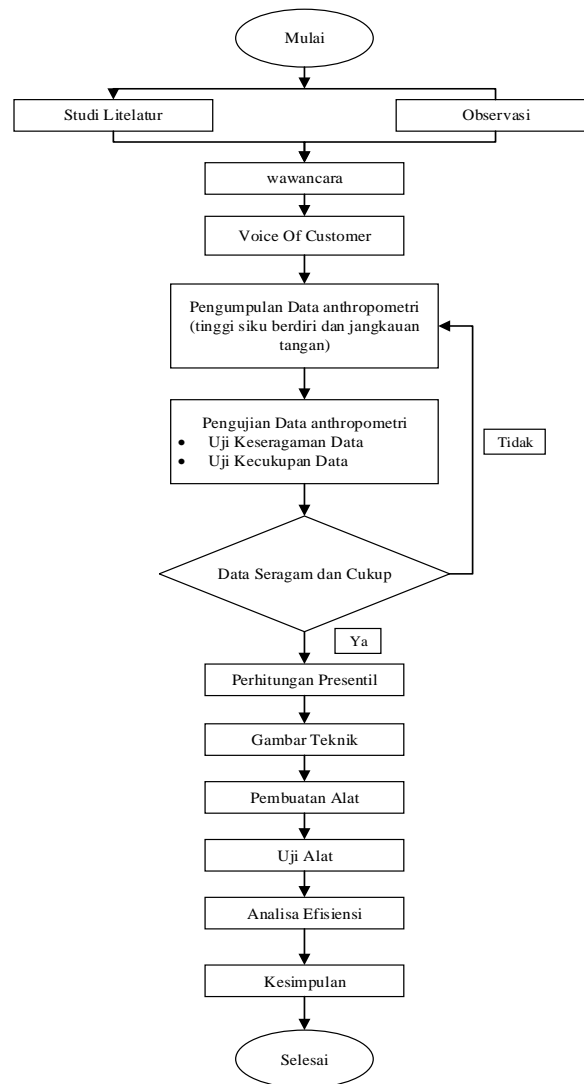 Mulai
Studi Litelatur
Observasi
wawancara
Voice Of Customer
Pengumpulan Data anthropometri
(tinggi siku berdiri dan jangkauan
tangan)
Pengujian Data anthropometri
• Uji Keseragaman Data
• Uji Kecukupan Data
Tidak
Data Seragam dan Cukup
Ya
Perhitungan Presentil
Gambar Teknik
Pembuatan Alat
Uji Alat
Analisa Efisiensi
Kesimpulan
Selesai